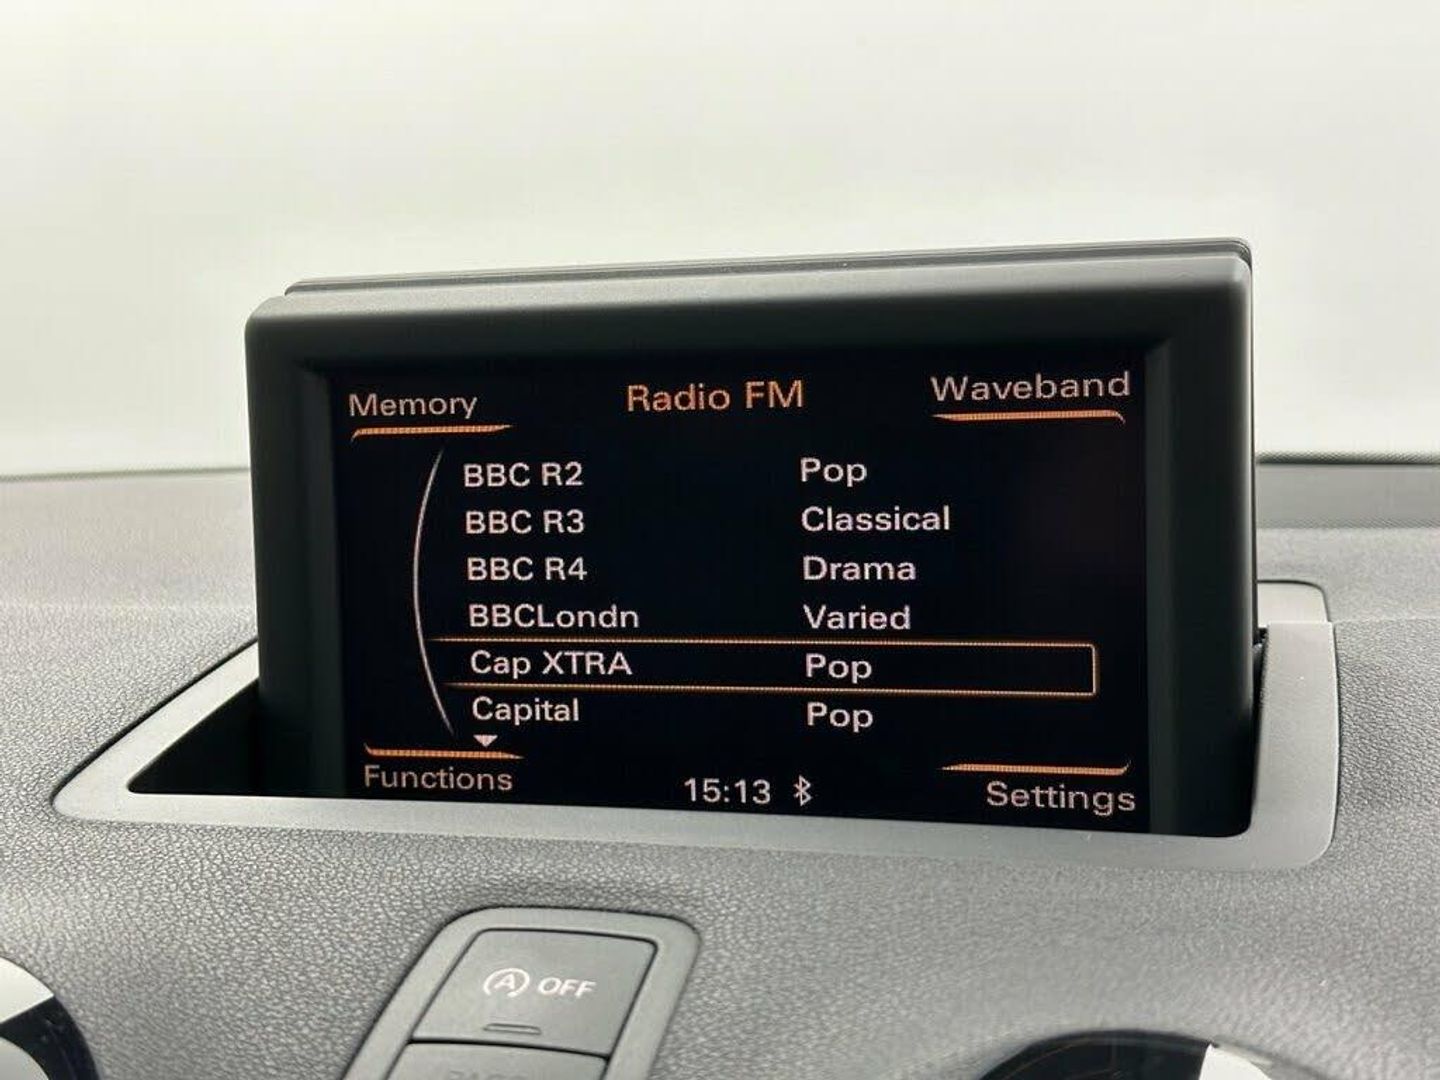 Memory Radio FM Waveband
BBC R2 Pop
BBC R3 Classical
BBC R4 Drama
BBCLondn Varied
Cap XTRA Pop
Capital Pop
Functions 15:13 Settings
A OFF